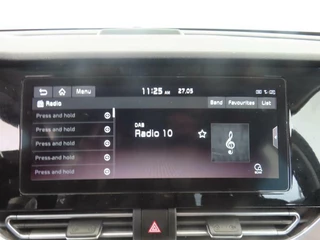 Menu 11:25 AM 27.05
Radio Band Favourites List
Press and hold
Press and hold
Press and hold
Press and hold
Press and hold
DAB
Radio 10